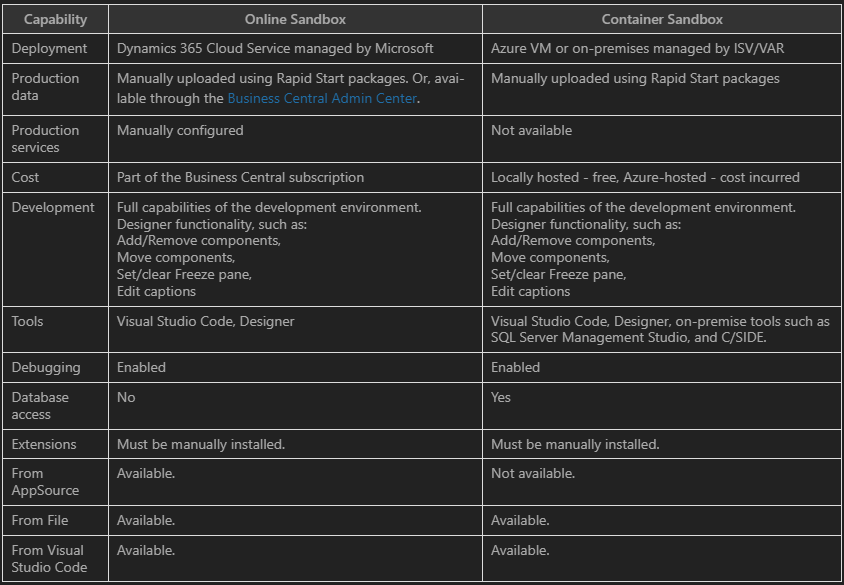 Capability Online Sandbox Container Sandbox
Deployment Dynamics 365 Cloud Service managed by Microsoft Azure VM or on-premises managed by ISV/VAR
Production Manually uploaded using Rapid Start packages. Or, avai- Manually uploaded using Rapid Start packages
data lable through the Business Central Admin Center.
Production Manually configured Not available
services
Cost Part of the Business Central subscription Locally hosted - free, Azure-hosted - cost incurred
Development Full capabilities of the development environment. Full capabilities of the development environment.
Designer functionality, such as: Designer functionality, such as:
Add/Remove components, Add/Remove components,
Move components, Move components,
Set/clear Freeze pane, Set/clear Freeze pane,
Edit captions Edit captions
Tools Visual Studio Code, Designer Visual Studio Code, Designer, on-premise tools such as
SQL Server Management Studio, and C/SIDE.
Debugging Enabled Enabled
Database No Yes
access
Extensions Must be manually installed. Must be manually installed.
From Available. Not available.
AppSource
From File Available. Available.
From Visual Available. Available.
Studio Code